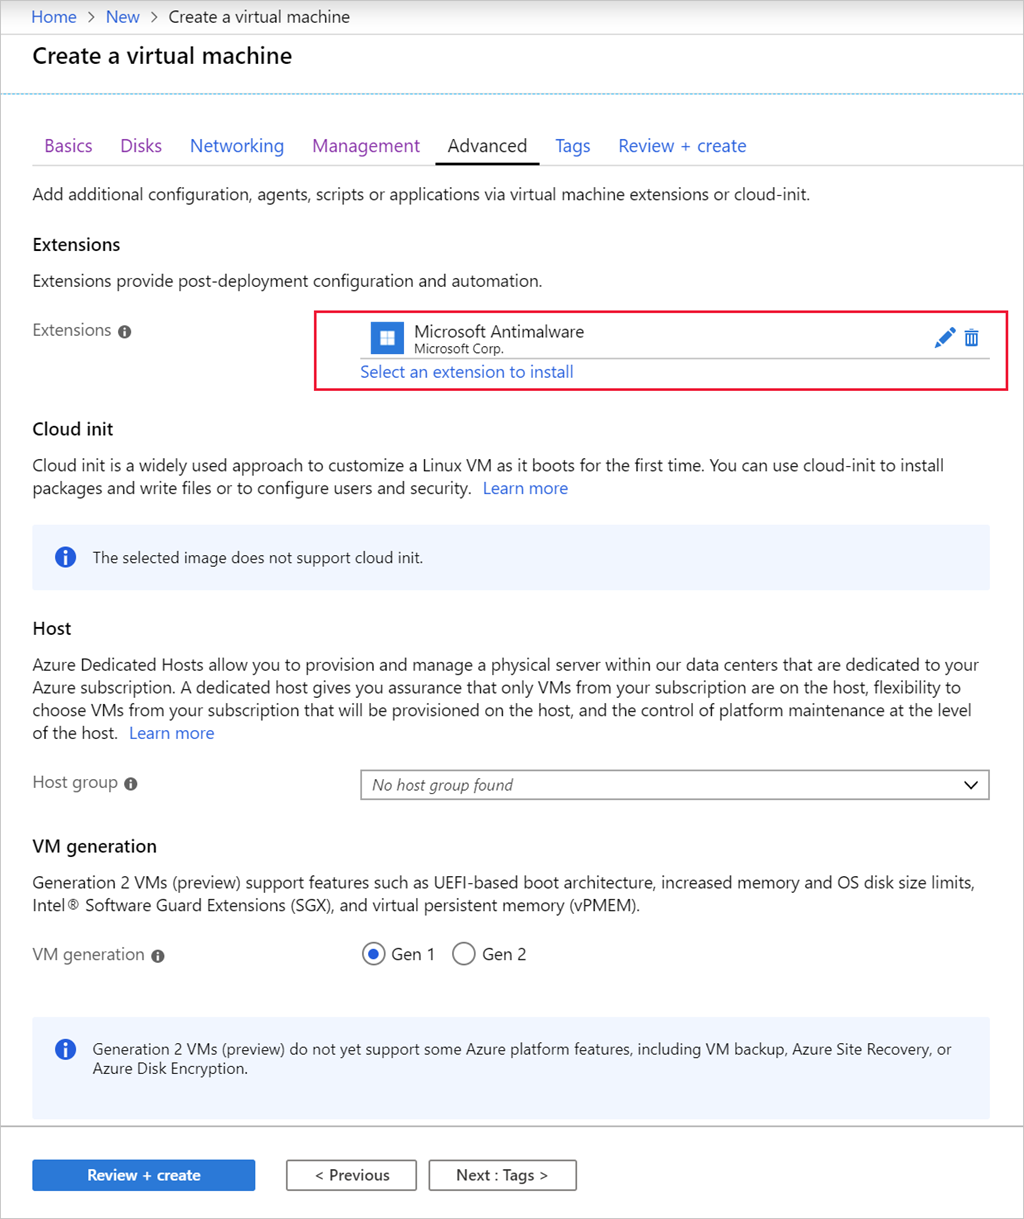 Home > New > Create a virtual machine
Create a virtual machine
Basics Disks Networking Management Advanced Tags Review + create
Add additional configuration, agents, scripts or applications via virtual machine extensions or cloud-init.
Extensions
Extensions provide post-deployment configuration and automation.
Extensions
Microsoft Antimalware
Microsoft Corp.
Select an extension to install
Cloud init
Cloud init is a widely used approach to customize a Linux VM as it boots for the first time. You can use cloud-init to install
packages and write files or to configure users and security. Learn more
The selected image does not support cloud init.
Host
Azure Dedicated Hosts allow you to provision and manage a physical server within our data centers that are dedicated to your
Azure subscription. A dedicated host gives you assurance that only VMs from your subscription are on the host, flexibility to
choose VMs from your subscription that will be provisioned on the host, and the control of platform maintenance at the level
of the host. Learn more
Host group
No host group found
VM generation
Generation 2 VMs (preview) support features such as UEFI-based boot architecture, increased memory and OS disk size limits,
Intel® Software Guard Extensions (SGX), and virtual persistent memory (vPMEM).
VM generation
Gen 1 Gen 2
Generation 2 VMs (preview) do not yet support some Azure platform features, including VM backup, Azure Site Recovery, or
Azure Disk Encryption.
Review + create < Previous Next : Tags >